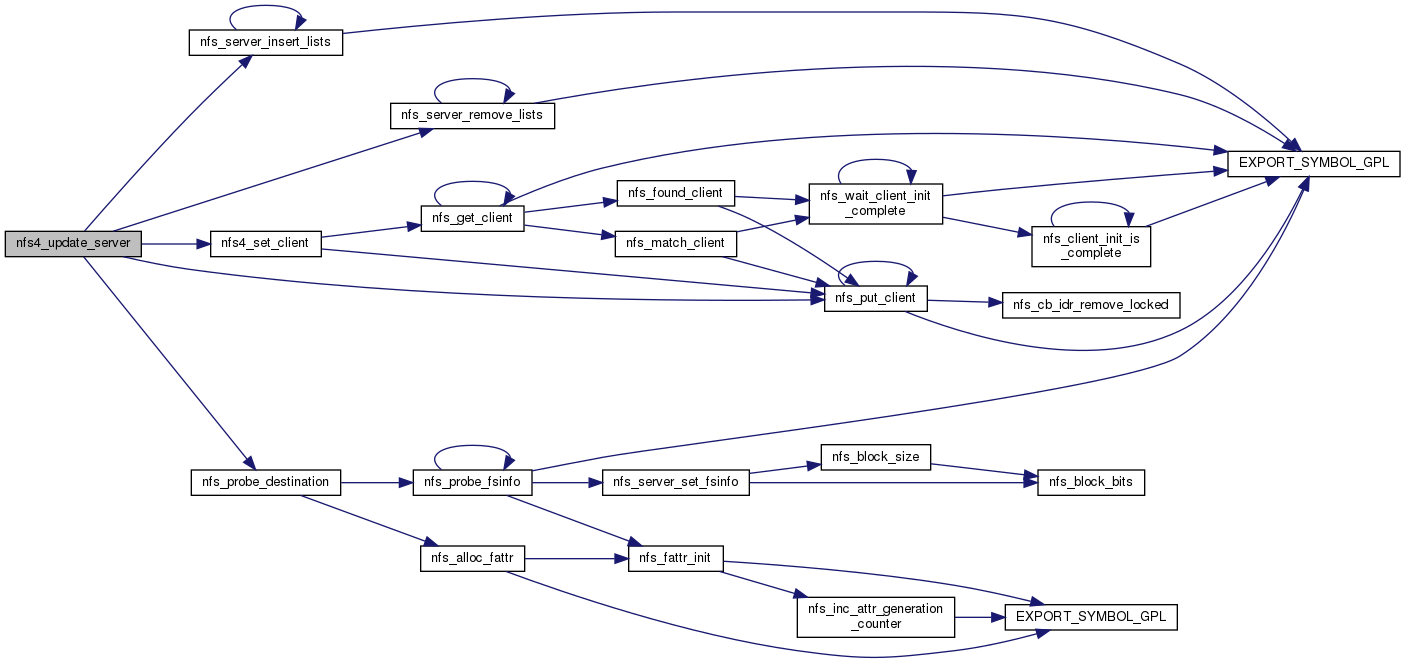 nfs_server_insert_lists
nfs_server_remove_lists
EXPORT_SYMBOL_GPL
nfs_found_client
nfs_wait_client_init
_complete
nfs_get_client
nfs4_update_server
nfs4_set_client
nfs_match_client
nfs_client_init_is
_complete
nfs_put_client
nfs_cb_idr_remove_locked
nfs_block_size
nfs_probe_destination
nfs_probe_fsinfo
nfs_server_set_fsinfo
nfs_block_bits
nfs_alloc_fattr
nfs_fattr_init
nfs_inc_attr_generation
_counter
EXPORT_SYMBOL_GPL